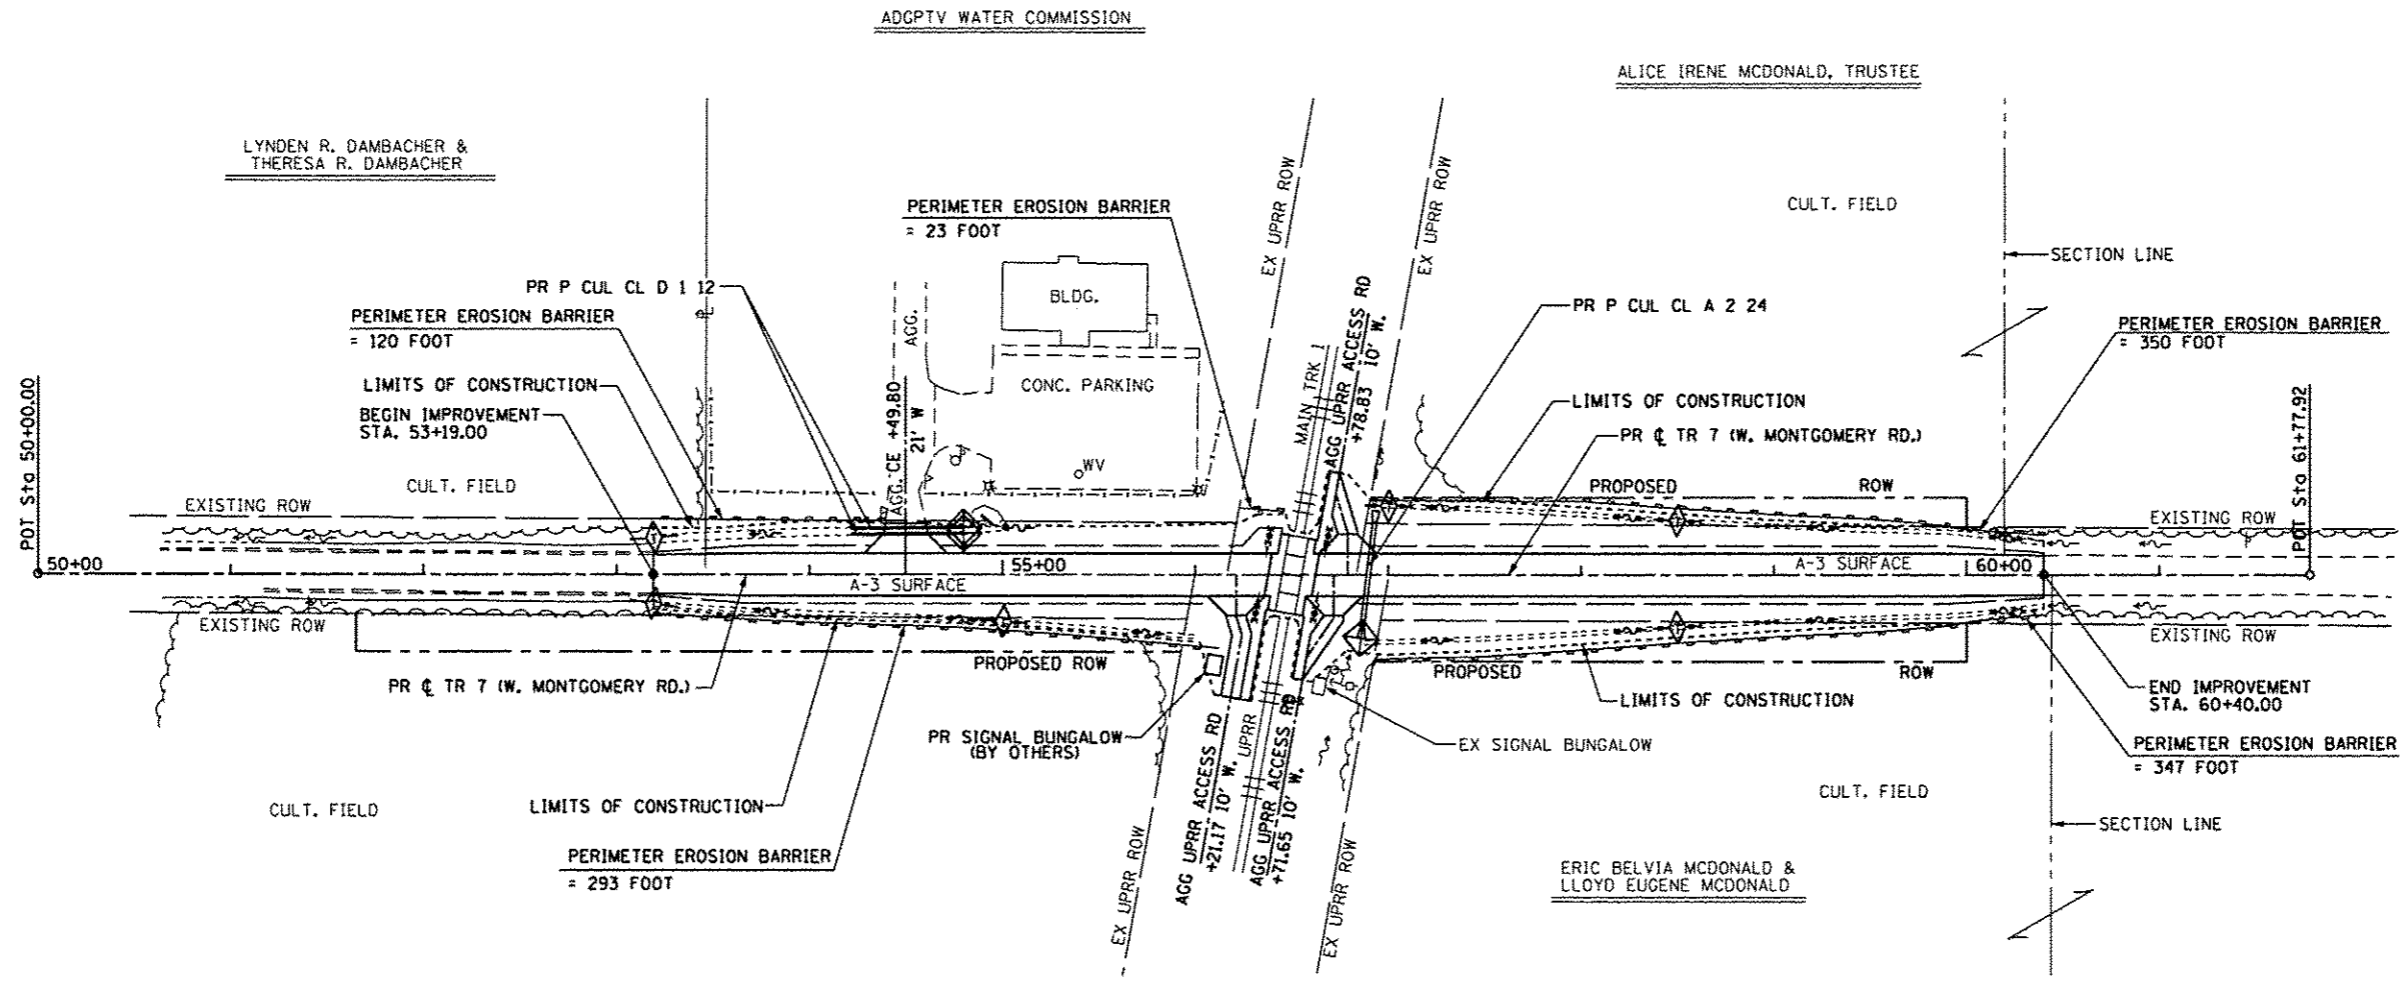 ADGPTV WATER COMMISSION
ALICE IRENE MCDONALD, TRUSTEE
LYNDEN R. DAMBACHER &
THERESA R. DAMBACHER
EX UPRR ROW
EX UPRR ROW
CULT. FIELD
PERIMETER EROSION BARRIER
= 23 FOOT
SECTION LINE
PR P CUL CL D 1 12
BLDG.
PR P CUL CL A 2 24
PERIMETER EROSION BARRIER
= 120 FOOT
PERIMETER EROSION BARRIER
= 350 FOOT
AGG.
PL
MAIN TRK 1
AGG UPRR ACCESS RD
+78.83 10' W.
LIMITS OF CONSTRUCTION
CONC. PARKING
LIMITS OF CONSTRUCTION
BEGIN IMPROVEMENT
STA. 53+19.00
AGG.CE +49.80
21' W
PR ℄ TR 7 (W. MONTGOMERY RD.)
POT Sta 50+00.00
POT Sta 61+77.92
WV
CULT. FIELD
EXISTING ROW
PROPOSED ROW
EXISTING ROW
T
T
T
50+00
55+00
A-3 SURFACE
60+00
A-3 SURFACE
EXISTING ROW
T
T
EXISTING ROW
PROPOSED ROW
PROPOSED ROW
PR ℄ TR 7 (W. MONTGOMERY RD.)
LIMITS OF CONSTRUCTION
END IMPROVEMENT
STA. 60+40.00
PR SIGNAL BUNGALOW
(BY OTHERS)
EX SIGNAL BUNGALOW
PERIMETER EROSION BARRIER
= 347 FOOT
AGG UPRR ACCESS RD
+21.17 10' W.
UPRR
AGG UPRR ACCESS RD
+71.65 10' W.
CULT. FIELD
LIMITS OF CONSTRUCTION
CULT. FIELD
SECTION LINE
PERIMETER EROSION BARRIER
= 293 FOOT
EX UPRR ROW
EX UPRR ROW
ERIC BELVIA MCDONALD &
LLOYD EUGENE MCDONALD